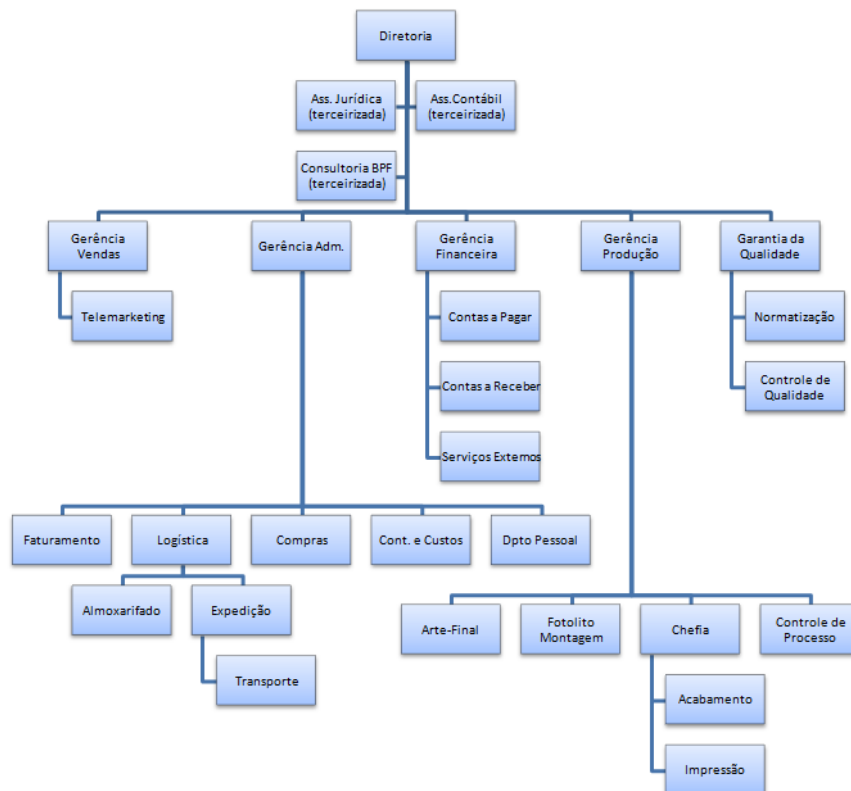 Diretoria
Ass. Jurídica
(terceirizada)
Ass.Contábil
(terceirizada)
Consultoria BPF
(terceirizada)
Gerência
Vendas
Gerência Adm.
Gerência
Financeira
Gerência
Produção
Garantia da
Qualidade
Telemarketing
Contas a Pagar
Normatização
Contas a Receber
Controle de
Qualidade
Serviços Externos
Faturamento
Logística
Compras
Cont. e Custos
Dpto Pessoal
Almoxarifado
Expedição
Arte-Final
Fotolito
Montagem
Chefia
Controle de
Processo
Transporte
Acabamento
Impressão